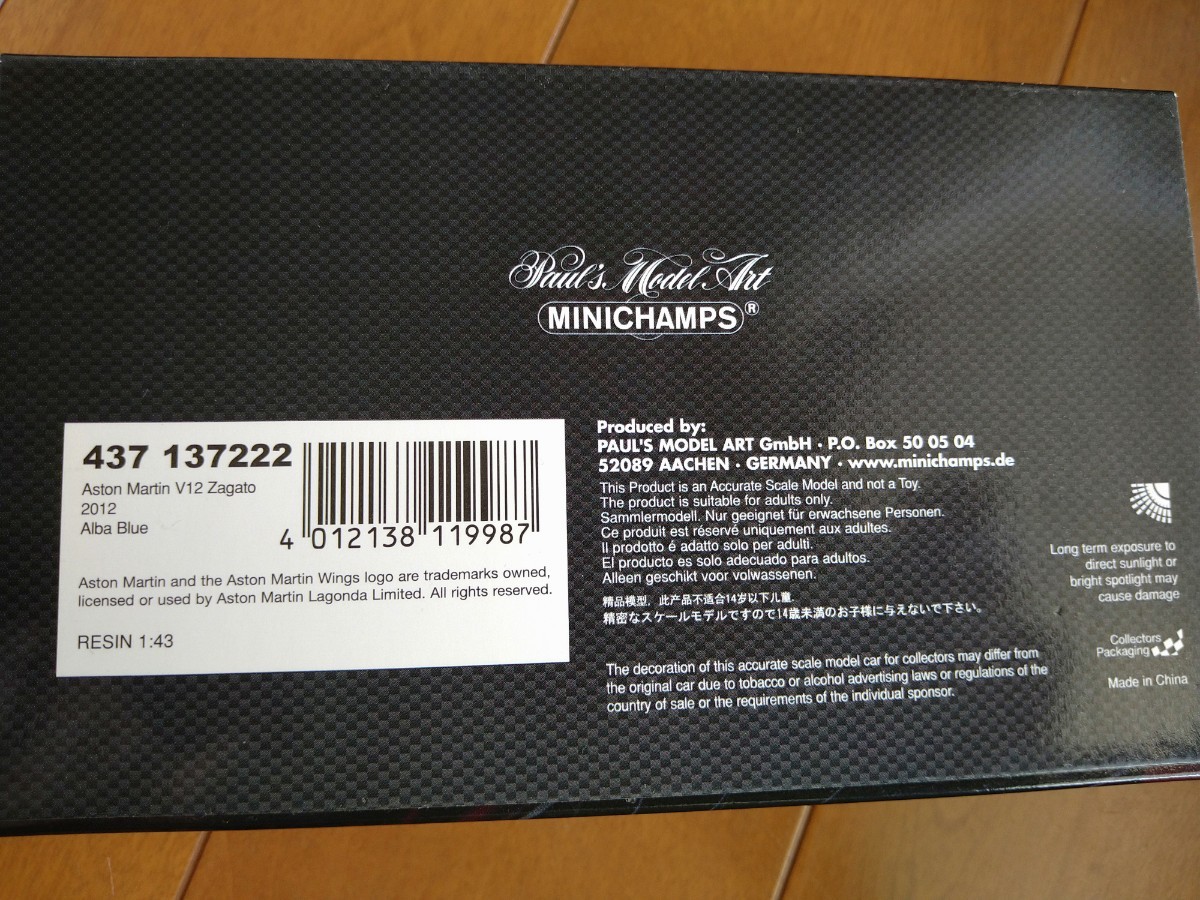 Paul's Model Art
MINICHAMPS®
437 137222
Aston Martin V12 Zagato
2012
Alba Blue
4 012138 119987
Aston Martin and the Aston Martin Wings logo are trademarks owned,
licensed or used by Aston Martin Lagonda Limited. All rights reserved.
RESIN 1:43
Produced by:
PAUL'S MODEL ART GmbH · P.O. Box 50 05 04
52089 AACHEN · GERMANY · www.minichamps.de
This Product is an Accurate Scale Model and not a Toy.
The product is suitable for adults only.
Sammlermodell. Nur geeignet für erwachsene Personen.
Ce produit est réservé uniquement aux adultes.
Il prodotto é adatto solo per adulti.
El producto es solo adecuado para adultos.
Alleen geschikt voor volwassenen.
精品模型，此产品不适合14岁以下儿童
精密なスケールモデルですので14歳未満のお子様に与えないで下さい。
The decoration of this accurate scale model car for collectors may differ from
the original car due to tobacco or alcohol advertising laws or regulations of the
country of sale or the requirements of the individual sponsor.
Long term exposure to
direct sunlight or
bright spotlight may
cause damage
Collectors
Packaging
Made in China